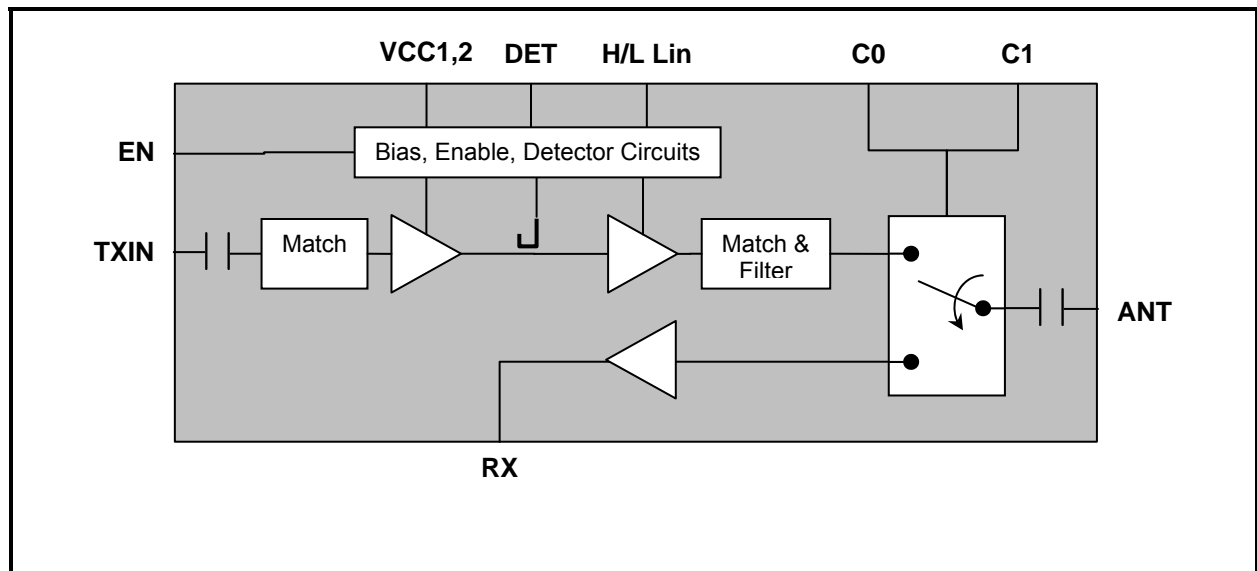 VCC1,2 DET H/L Lin C0 C1
EN
Bias, Enable, Detector Circuits
TXIN
Match
Match &
Filter
ANT
RX